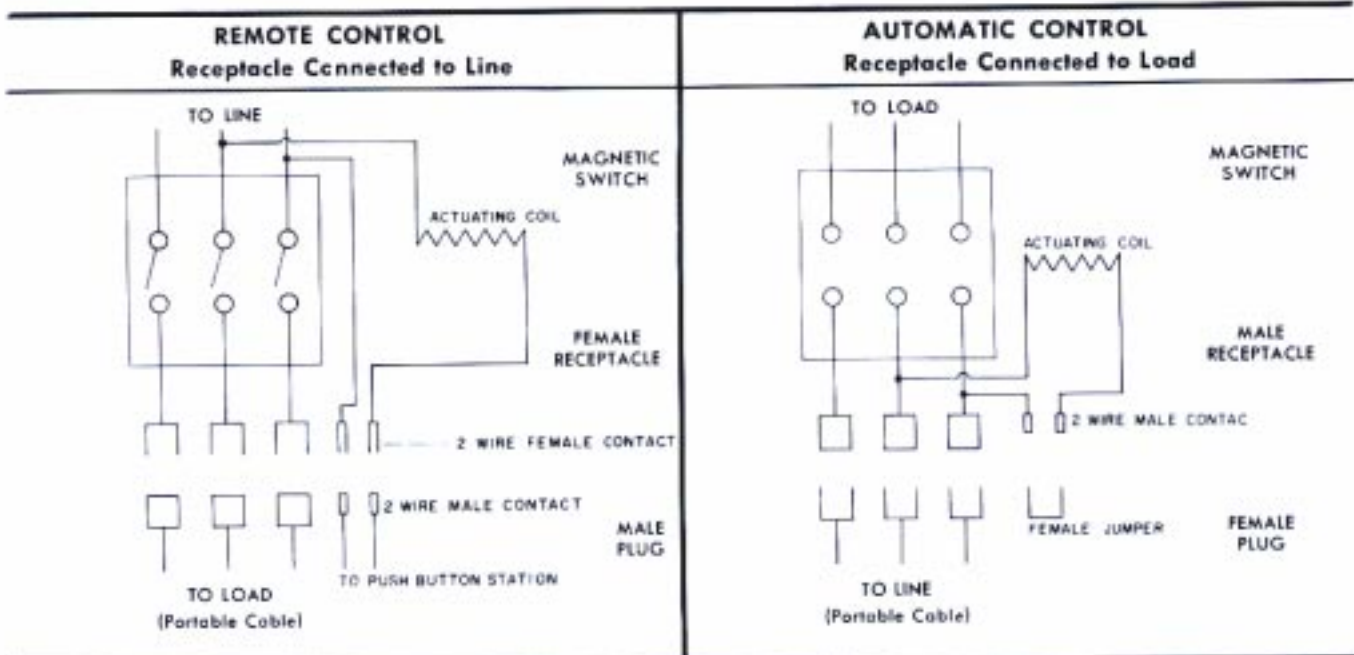 REMOTE CONTROL
Receptacle Connected to Line
TO LINE
MAGNETIC
SWITCH
ACTUATING COIL
FEMALE
RECEPTACLE
2 WIRE FEMALE CONTACT
2 WIRE MALE CONTACT
MALE
PLUG
TO PUSH BUTTON STATION
TO LOAD
(Portable Cable)
AUTOMATIC CONTROL
Receptacle Connected to Load
TO LOAD
MAGNETIC
SWITCH
ACTUATING COIL
MALE
RECEPTACLE
2 WIRE MALE CONTAC
FEMALE JUMPER
FEMALE
PLUG
TO LINE
(Portable Cable)